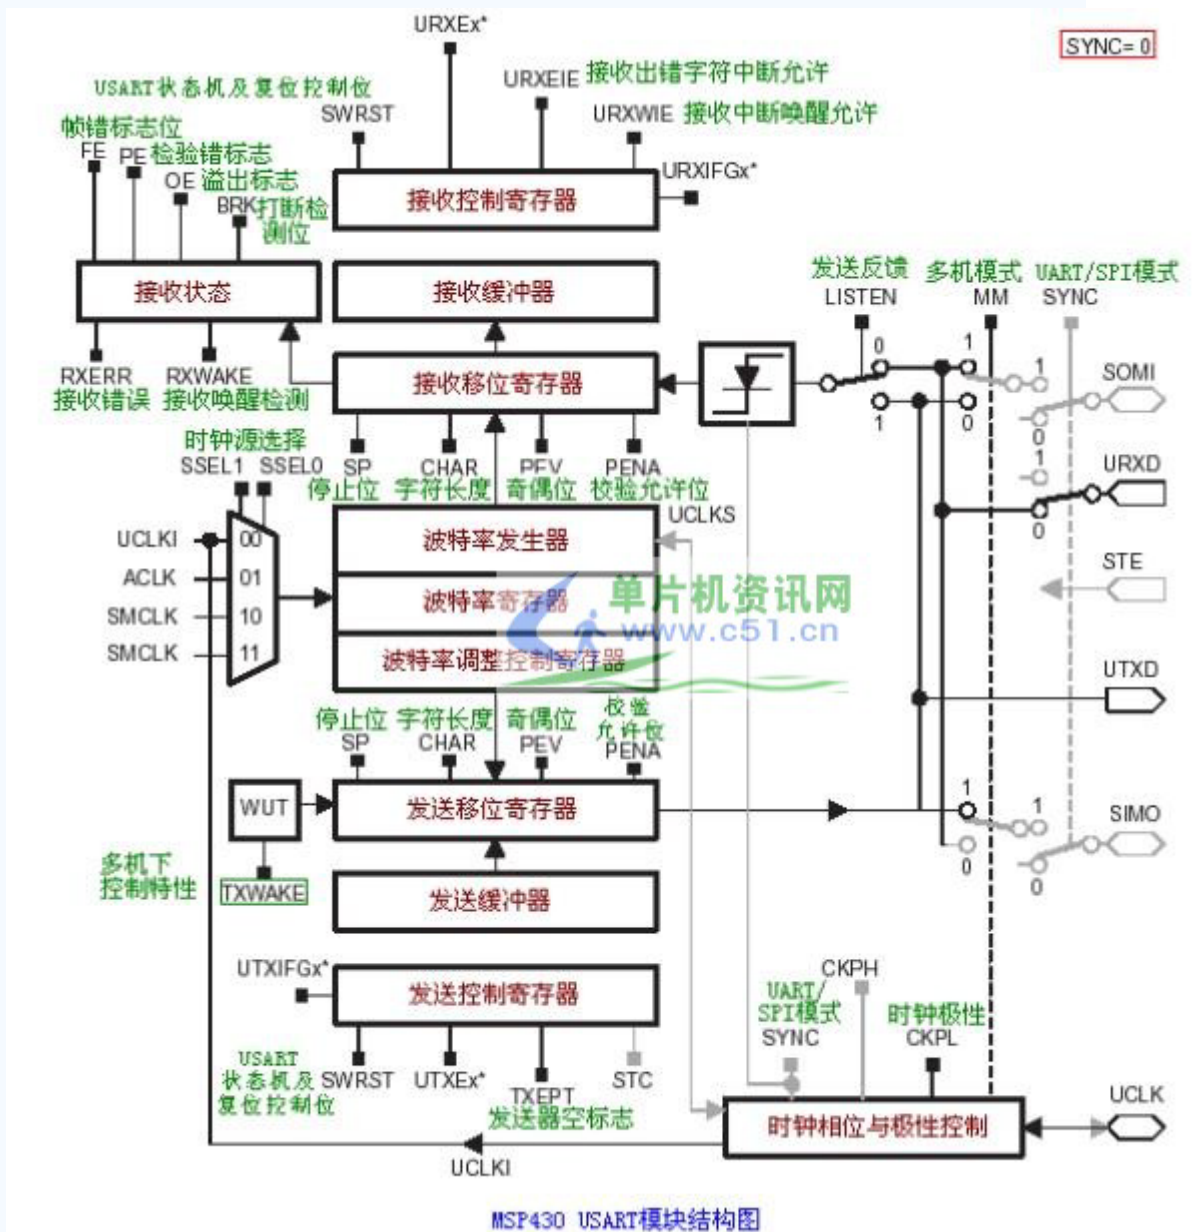 URXEx*
SYNC= 0
URXEIE 接收出错字符中断允许
USART状态机及复位控制位
SWRST
URXWIE 接收中断唤醒允许
帧错标志位
FE
PE 检验错标志
OE 溢出标志
BRK 打断检
测位
URXIFGx*
接收控制寄存器
接收状态
接收缓冲器
发送反馈
LISTEN
多机模式
MM
UART/SPI模式
SYNC
RXERR
接收错误
RXWAKE
接收唤醒检测
接收移位寄存器
0
1
1
0
1
0
SOMI
时钟源选择
SSEL1
SSEL0
SP
CHAR
PEV
PENA
停止位 字符长度 奇偶位 校验允许位
1
0
URXD
UCLKS
UCLKI
00
ACLK
01
SMCLK
10
SMCLK
11
波特率发生器
波特率寄存器
波特率调整控制寄存器
单片机资讯网
www.c51.cn
STE
UTXD
停止位 字符长度 奇偶位
校验
允许位
SP
CHAR
PEV
PENA
WUT
发送移位寄存器
1
0
1
0
SIMO
多机下
控制特性
TXWAKE
发送缓冲器
UTXIFGx*
发送控制寄存器
USART
状态机及
复位控制位
SWRST
UTXEx*
TXEPT
发送器空标志
STC
CKPH
UART/
SPI模式
SYNC
时钟极性
CKPL
时钟相位与极性控制
UCLK
UCLKI
MSP430 USART模块结构图